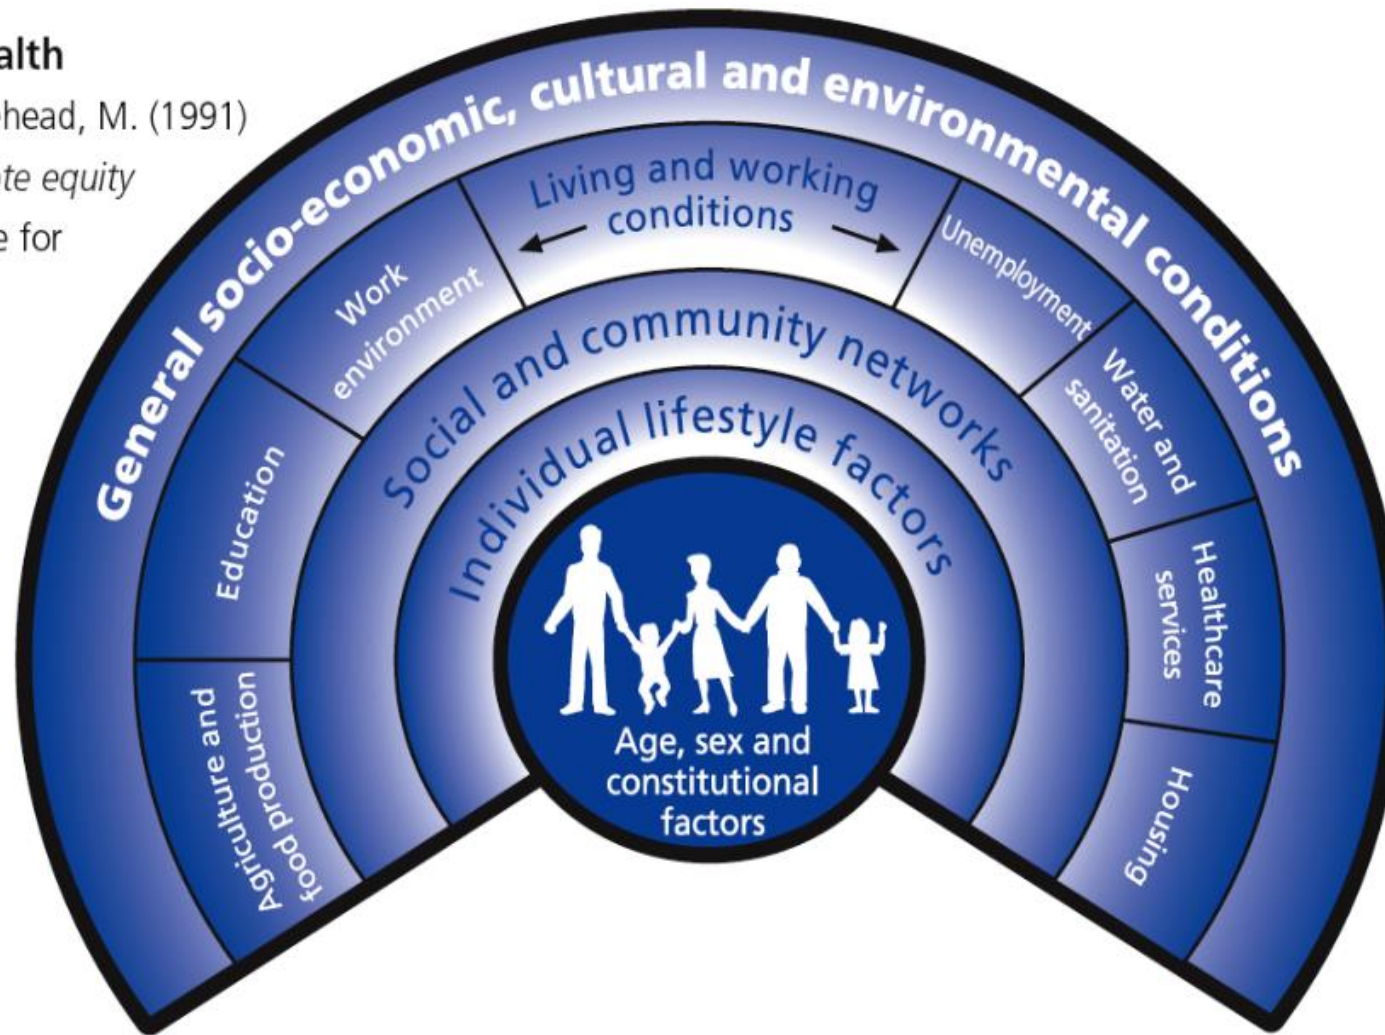 alth
ehead, M. (1991)
te equity
e for
General socio-economic, cultural and environmental conditions
Living and working
conditions
Work
environment
Unemployment
Education
Water and
sanitation
Agriculture and
food production
Healthcare
services
Housing
Social and community networks
Individual lifestyle factors
Age, sex and
constitutional
factors